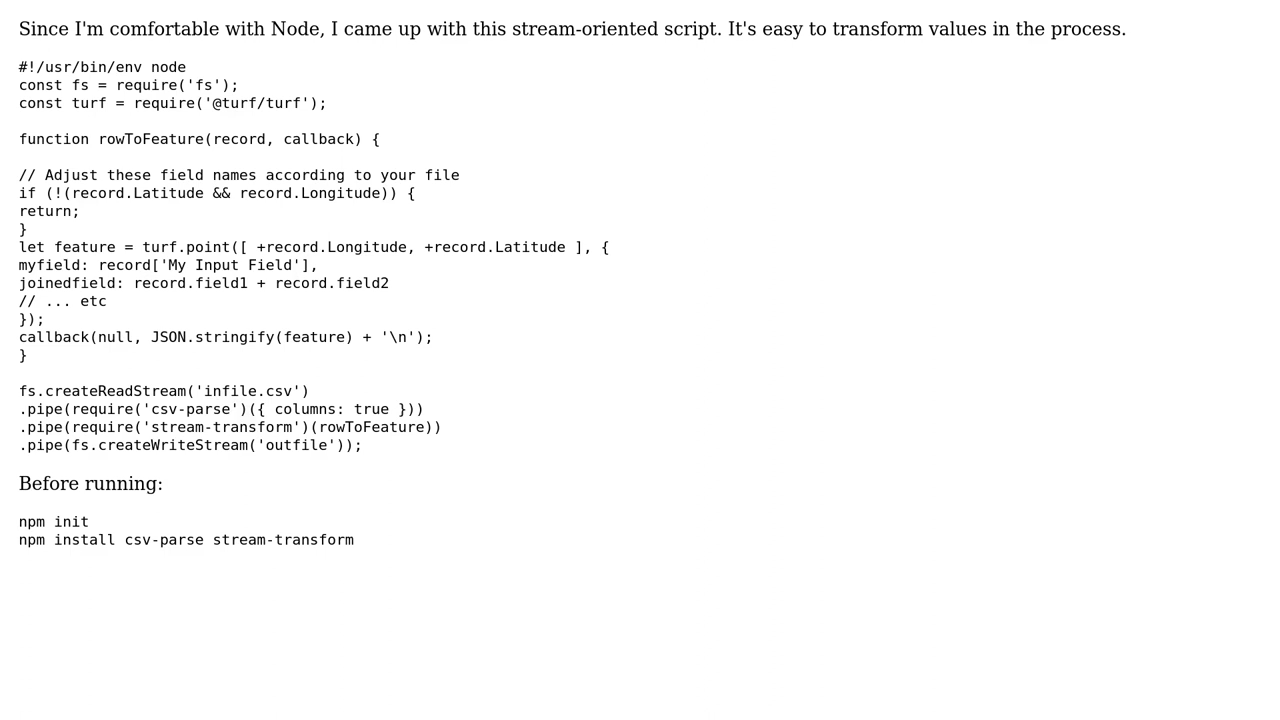 Since I'm comfortable with Node, I came up with this stream-oriented script. It's easy to transform values in the process.
#!/usr/bin/env node
const fs = require('fs');
const turf = require('@turf/turf');
function rowToFeature(record, callback) {
// Adjust these field names according to your file
if (!(record.Latitude && record.Longitude)) {
return;
}
let feature = turf.point([ +record.Longitude, +record.Latitude ], {
myfield: record['My Input Field'],
joinedfield: record.field1 + record.field2
// ... etc
});
callback(null, JSON.stringify(feature) + '\n');
}
fs.createReadStream('infile.csv')
.pipe(require('csv-parse')({ columns: true }))
.pipe(require('stream-transform')(rowToFeature))
.pipe(fs.createWriteStream('outfile'));
Before running:
npm init
npm install csv-parse stream-transform